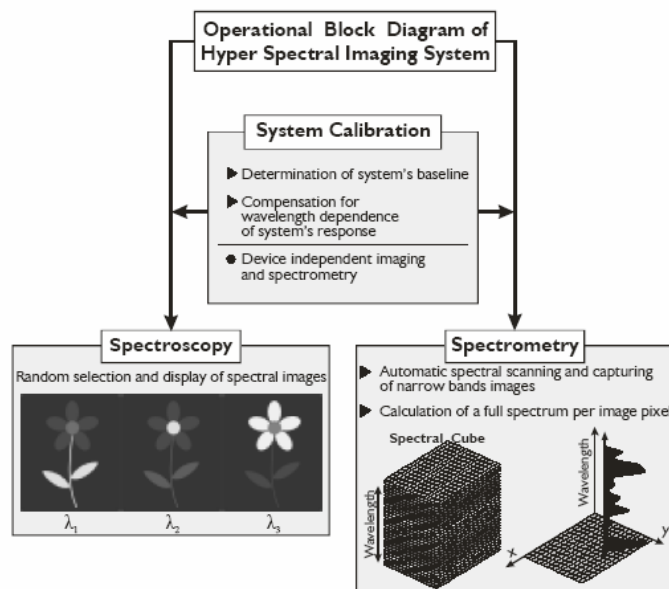 Operational Block Diagram of
Hyper Spectral Imaging System
System Calibration
Determination of system's baseline
Compensation for
wavelength dependence
of system's response
Device independent imaging
and spectrometry
Spectroscopy
Random selection and display of spectral images
λ₁ λ₂ λ₃
Spectrometry
Automatic spectral scanning and capturing
of narrow bands images
Calculation of a full spectrum per image pixel
Spectral Cube
Wavelength
Wavelength
x
y